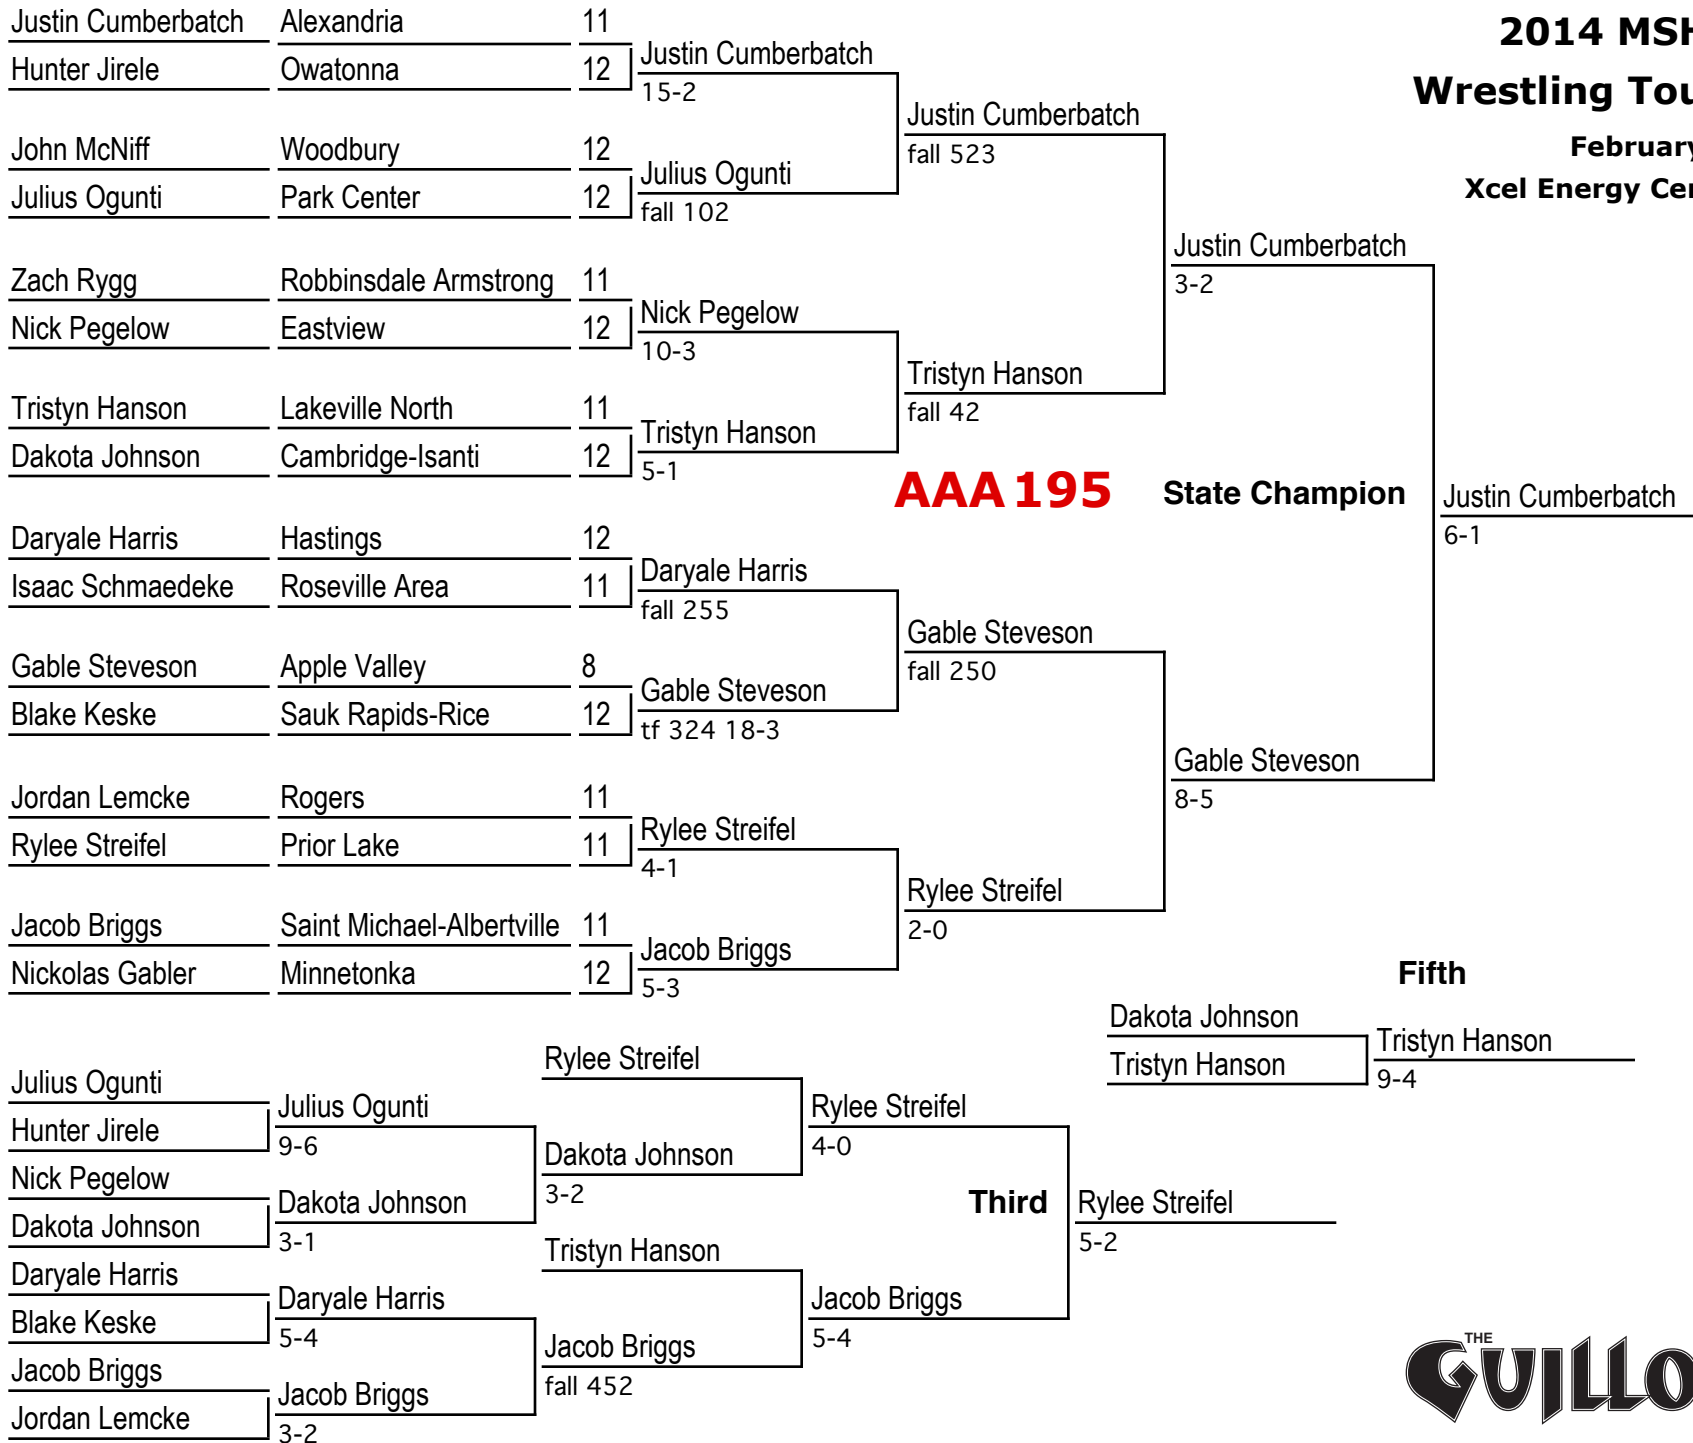 2014 MSH
Wrestling Tou
February
Xcel Energy Cer
Justin Cumberbatch Alexandria 11
Hunter Jirele Owatonna 12
Justin Cumberbatch
15-2
John McNiff Woodbury 12
Julius Ogunti Park Center 12
Julius Ogunti
fall 102
Justin Cumberbatch
fall 523
Zach Rygg Robbinsdale Armstrong 11
Nick Pegelow Eastview 12
Nick Pegelow
10-3
Tristyn Hanson Lakeville North 11
Dakota Johnson Cambridge-Isanti 12
Tristyn Hanson
5-1
Tristyn Hanson
fall 42
Justin Cumberbatch
3-2
AAA 195 State Champion
Justin Cumberbatch
6-1
Daryale Harris Hastings 12
Isaac Schmaedeke Roseville Area 11
Daryale Harris
fall 255
Gable Steveson Apple Valley 8
Blake Keske Sauk Rapids-Rice 12
Gable Steveson
tf 324 18-3
Gable Steveson
fall 250
Jordan Lemcke Rogers 11
Rylee Streifel Prior Lake 11
Rylee Streifel
4-1
Jacob Briggs Saint Michael-Albertville 11
Nickolas Gabler Minnetonka 12
Jacob Briggs
5-3
Rylee Streifel
2-0
Gable Steveson
8-5
Fifth
Dakota Johnson
Tristyn Hanson
Tristyn Hanson
9-4
Julius Ogunti
Hunter Jirele
Julius Ogunti
9-6
Nick Pegelow
Dakota Johnson
Dakota Johnson
3-1
Daryale Harris
Blake Keske
Daryale Harris
5-4
Jacob Briggs
Jordan Lemcke
Jacob Briggs
3-2
Rylee Streifel
Dakota Johnson
3-2
Tristyn Hanson
Jacob Briggs
fall 452
Rylee Streifel
4-0
Jacob Briggs
5-4
Third
Rylee Streifel
5-2
THE
GUILLO